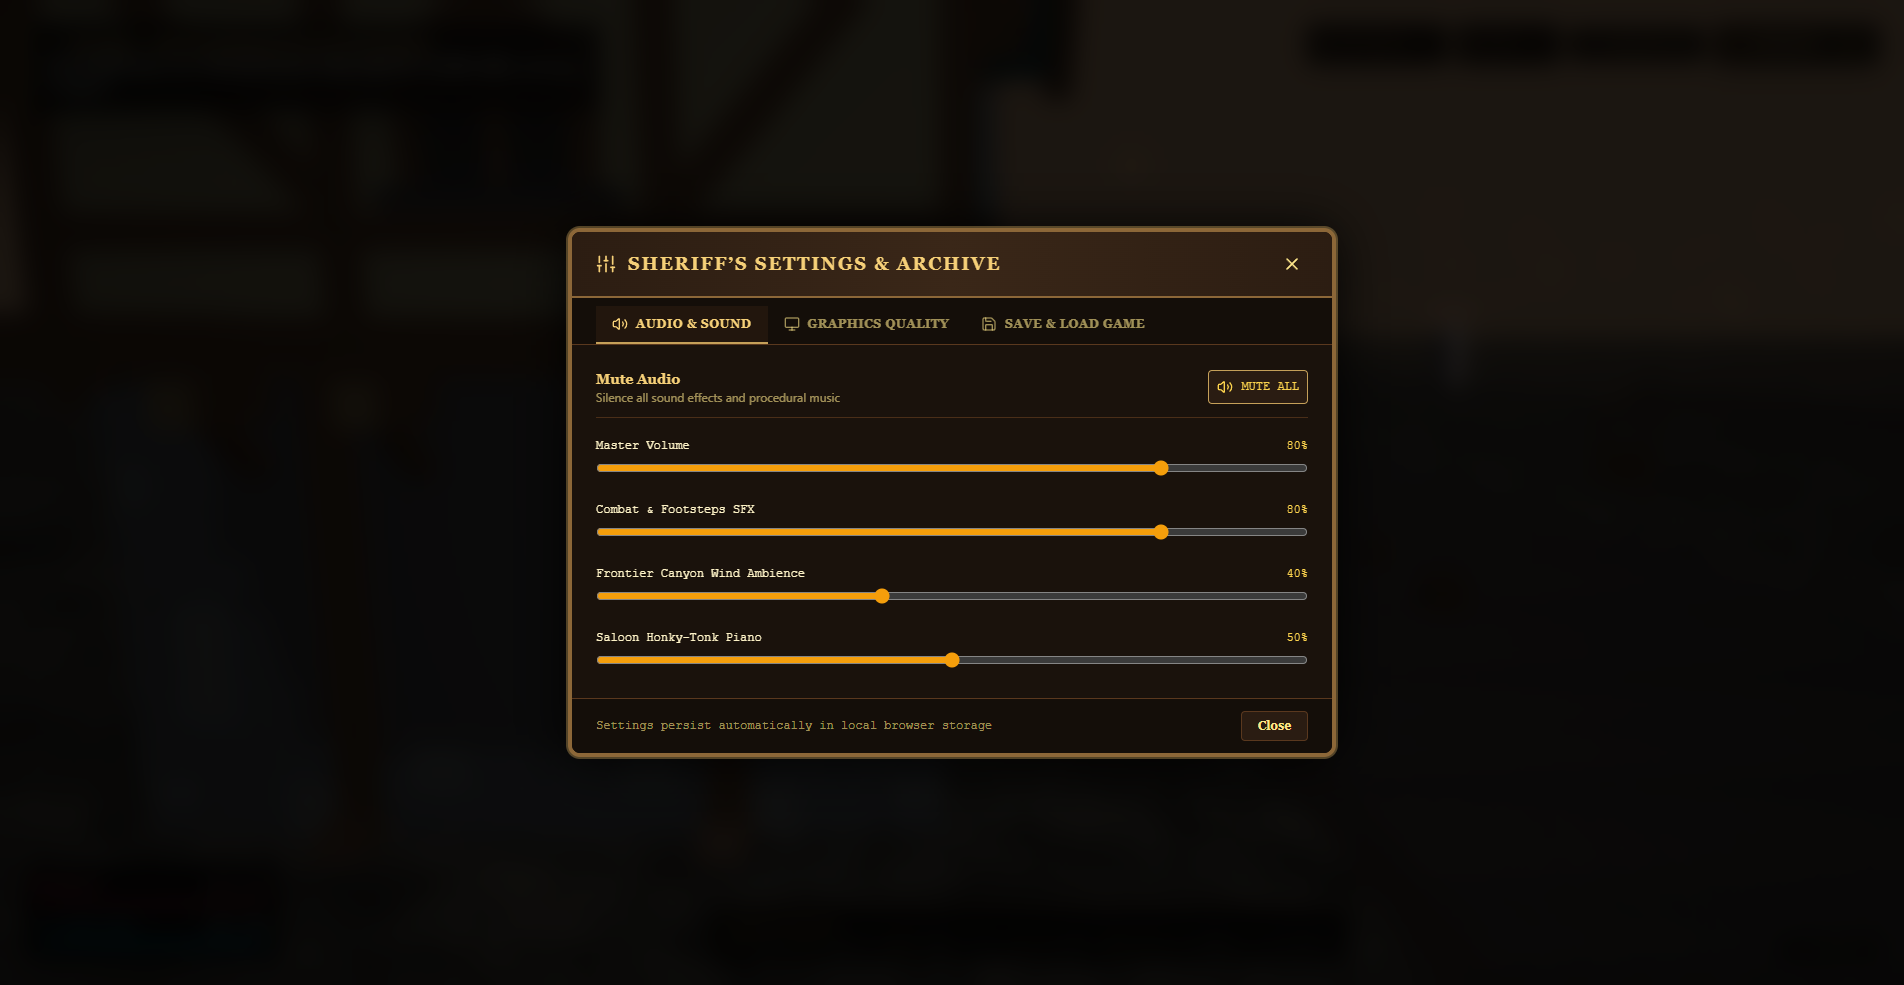 SHERIFF'S SETTINGS & ARCHIVE
AUDIO & SOUND
GRAPHICS QUALITY
SAVE & LOAD GAME
Mute Audio
Silence all sound effects and procedural music
MUTE ALL
Master Volume
80%
Combat & Footsteps SFX
80%
Frontier Canyon Wind Ambience
40%
Saloon Honky-Tonk Piano
50%
Settings persist automatically in local browser storage
Close